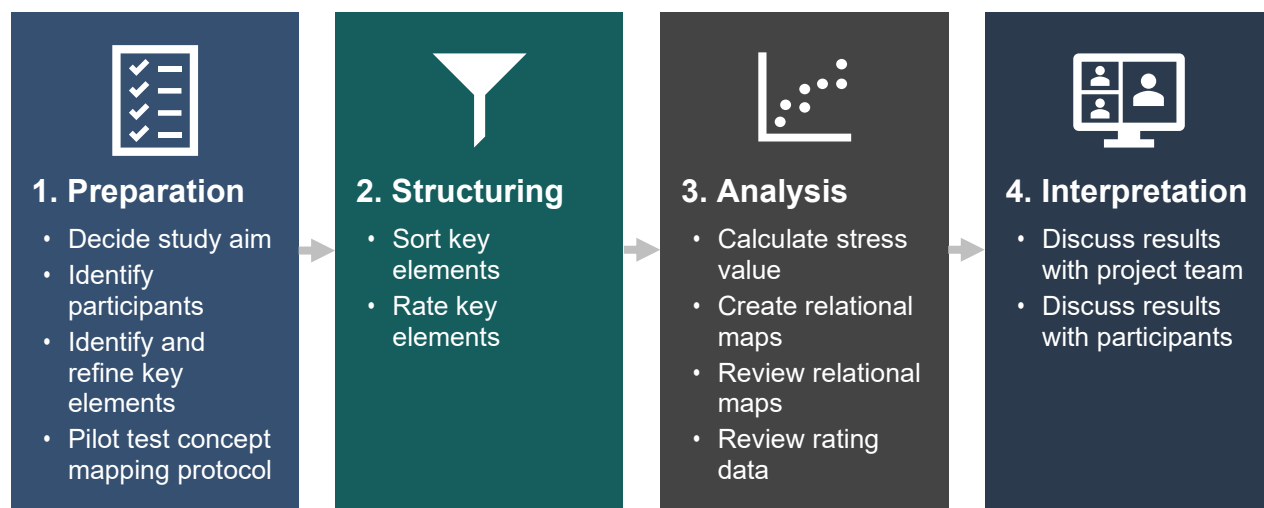 1. Preparation
• Decide study aim
• Identify
participants
• Identify and
refine key
elements
• Pilot test concept
mapping protocol
2. Structuring
• Sort key
elements
• Rate key
elements
3. Analysis
• Calculate stress
value
• Create relational
maps
• Review relational
maps
• Review rating
data
4. Interpretation
• Discuss results
with project team
• Discuss results
with participants